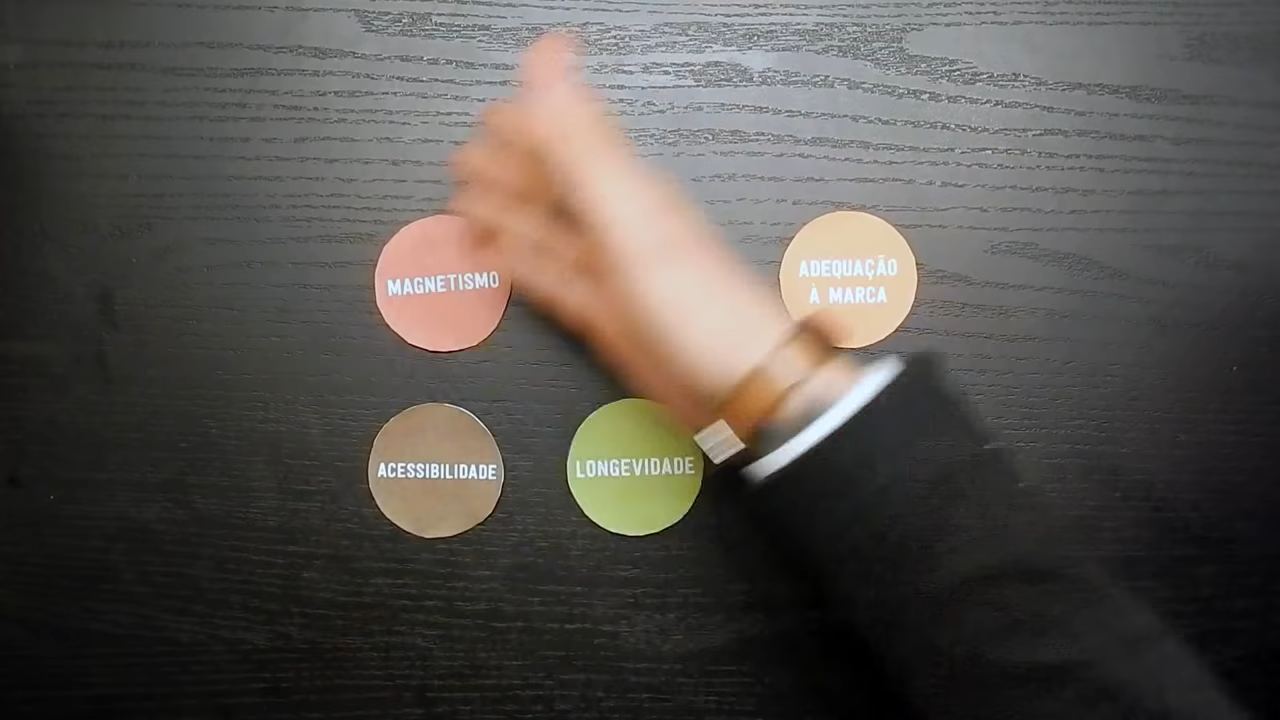 MAGNETISMO
ADEQUAÇÃO
À MARCA
ACESSIBILIDADE
LONGEVIDADE